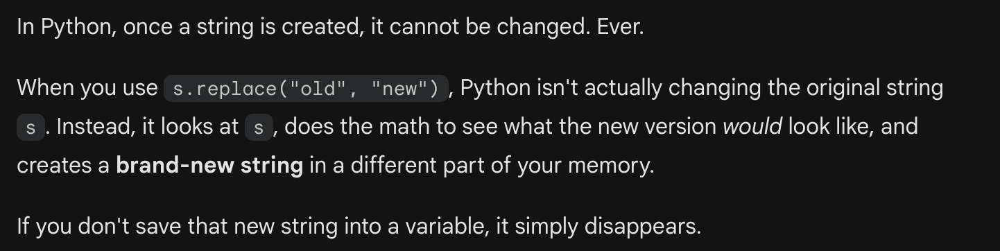 In Python, once a string is created, it cannot be changed. Ever.
When you use s.replace("old", "new"), Python isn't actually changing the original string
s. Instead, it looks at s, does the math to see what the new version would look like, and
creates a brand-new string in a different part of your memory.
If you don't save that new string into a variable, it simply disappears.